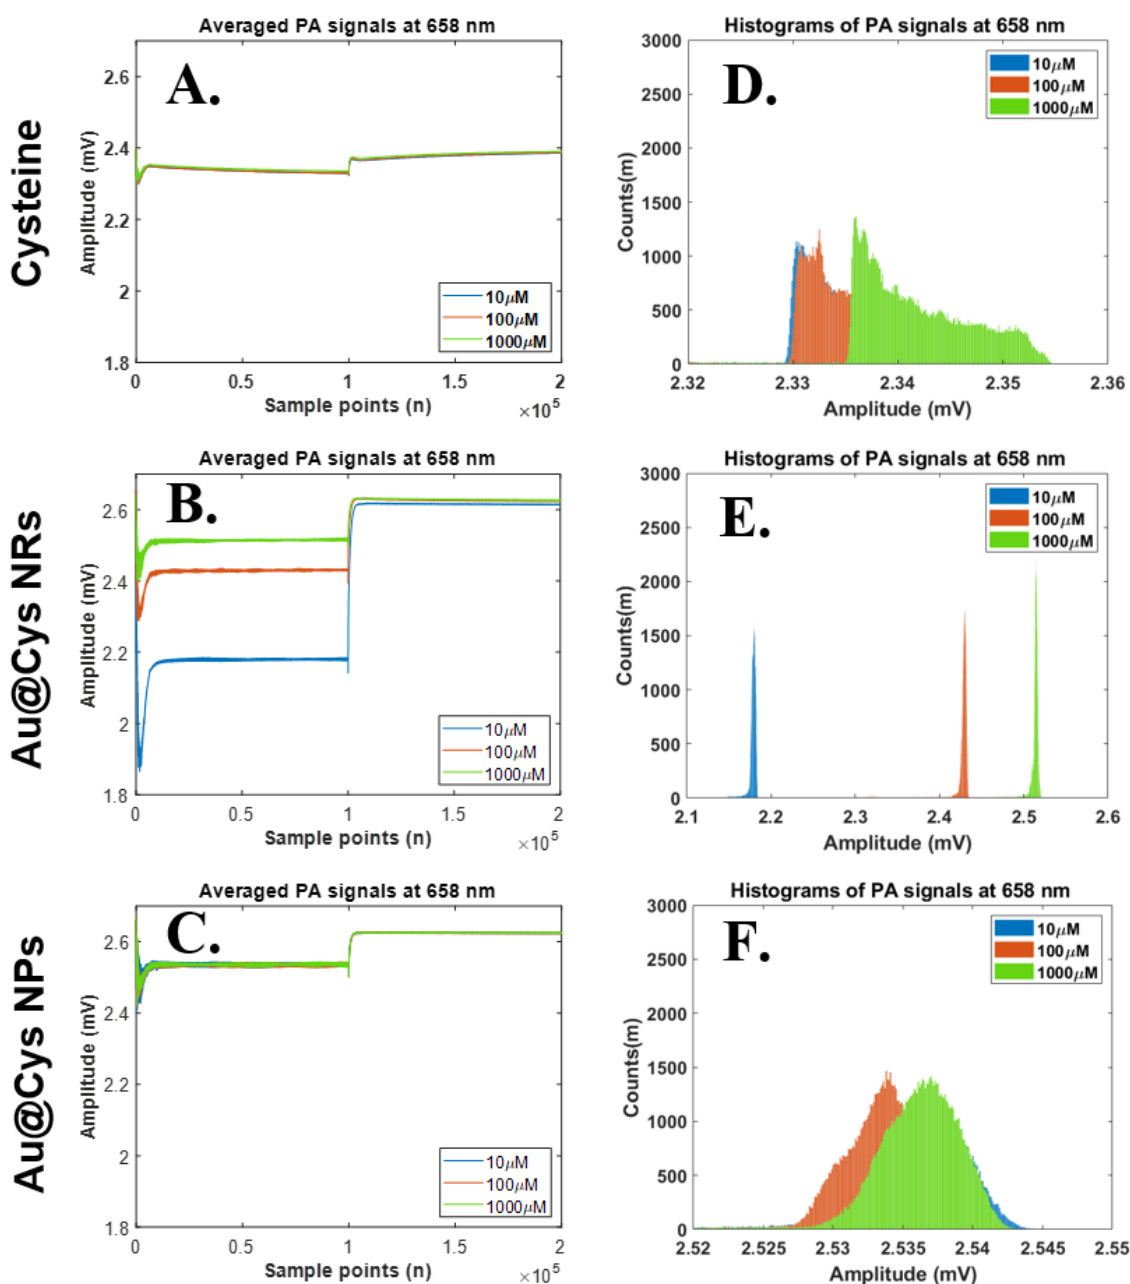 Cysteine
Averaged PA signals at 658 nm
A.
Amplitude (mV)
2.6
2.4
2.2
2
1.8
10μM
100μM
1000μM
0
0.5
1
1.5
2
Sample points (n)
×10^5
Histograms of PA signals at 658 nm
D.
Counts(m)
3000
2500
2000
1500
1000
500
0
10μM
100μM
1000μM
2.32
2.33
2.34
2.35
2.36
Amplitude (mV)
Au@Cys NRs
Averaged PA signals at 658 nm
B.
Amplitude (mV)
2.6
2.4
2.2
2
1.8
10μM
100μM
1000μM
0
0.5
1
1.5
2
Sample points (n)
×10^5
Histograms of PA signals at 658 nm
E.
Counts(m)
3000
2500
2000
1500
1000
500
0
10μM
100μM
1000μM
2.1
2.2
2.3
2.4
2.5
2.6
Amplitude (mV)
Au@Cys NPs
Averaged PA signals at 658 nm
C.
Amplitude (mV)
2.6
2.4
2.2
2
1.8
10μM
100μM
1000μM
0
0.5
1
1.5
2
Sample points (n)
×10^5
Histograms of PA signals at 658 nm
F.
Counts(m)
3000
2500
2000
1500
1000
500
0
10μM
100μM
1000μM
2.52
2.525
2.53
2.535
2.54
2.545
2.55
Amplitude (mV)